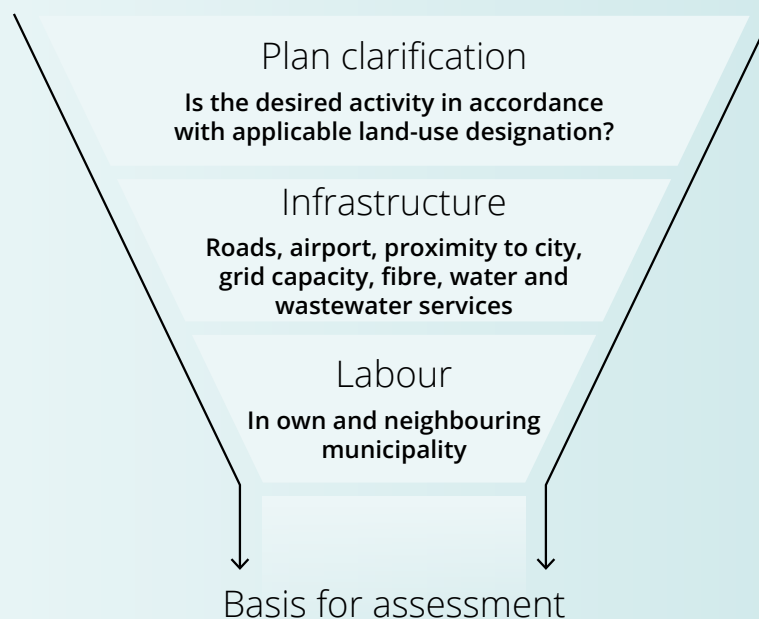 Plan clarification
Is the desired activity in accordance
with applicable land-use designation?
Infrastructure
Roads, airport, proximity to city,
grid capacity, fibre, water and
wastewater services
Labour
In own and neighbouring
municipality
Basis for assessment